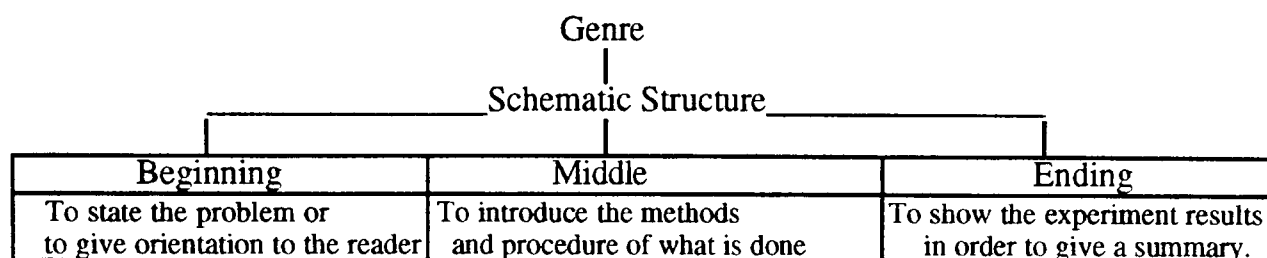 Genre
Schematic Structure
Beginning Middle Ending
To state the problem or
to give orientation to the reader
To introduce the methods
and procedure of what is done
To show the experiment results
in order to give a summary.